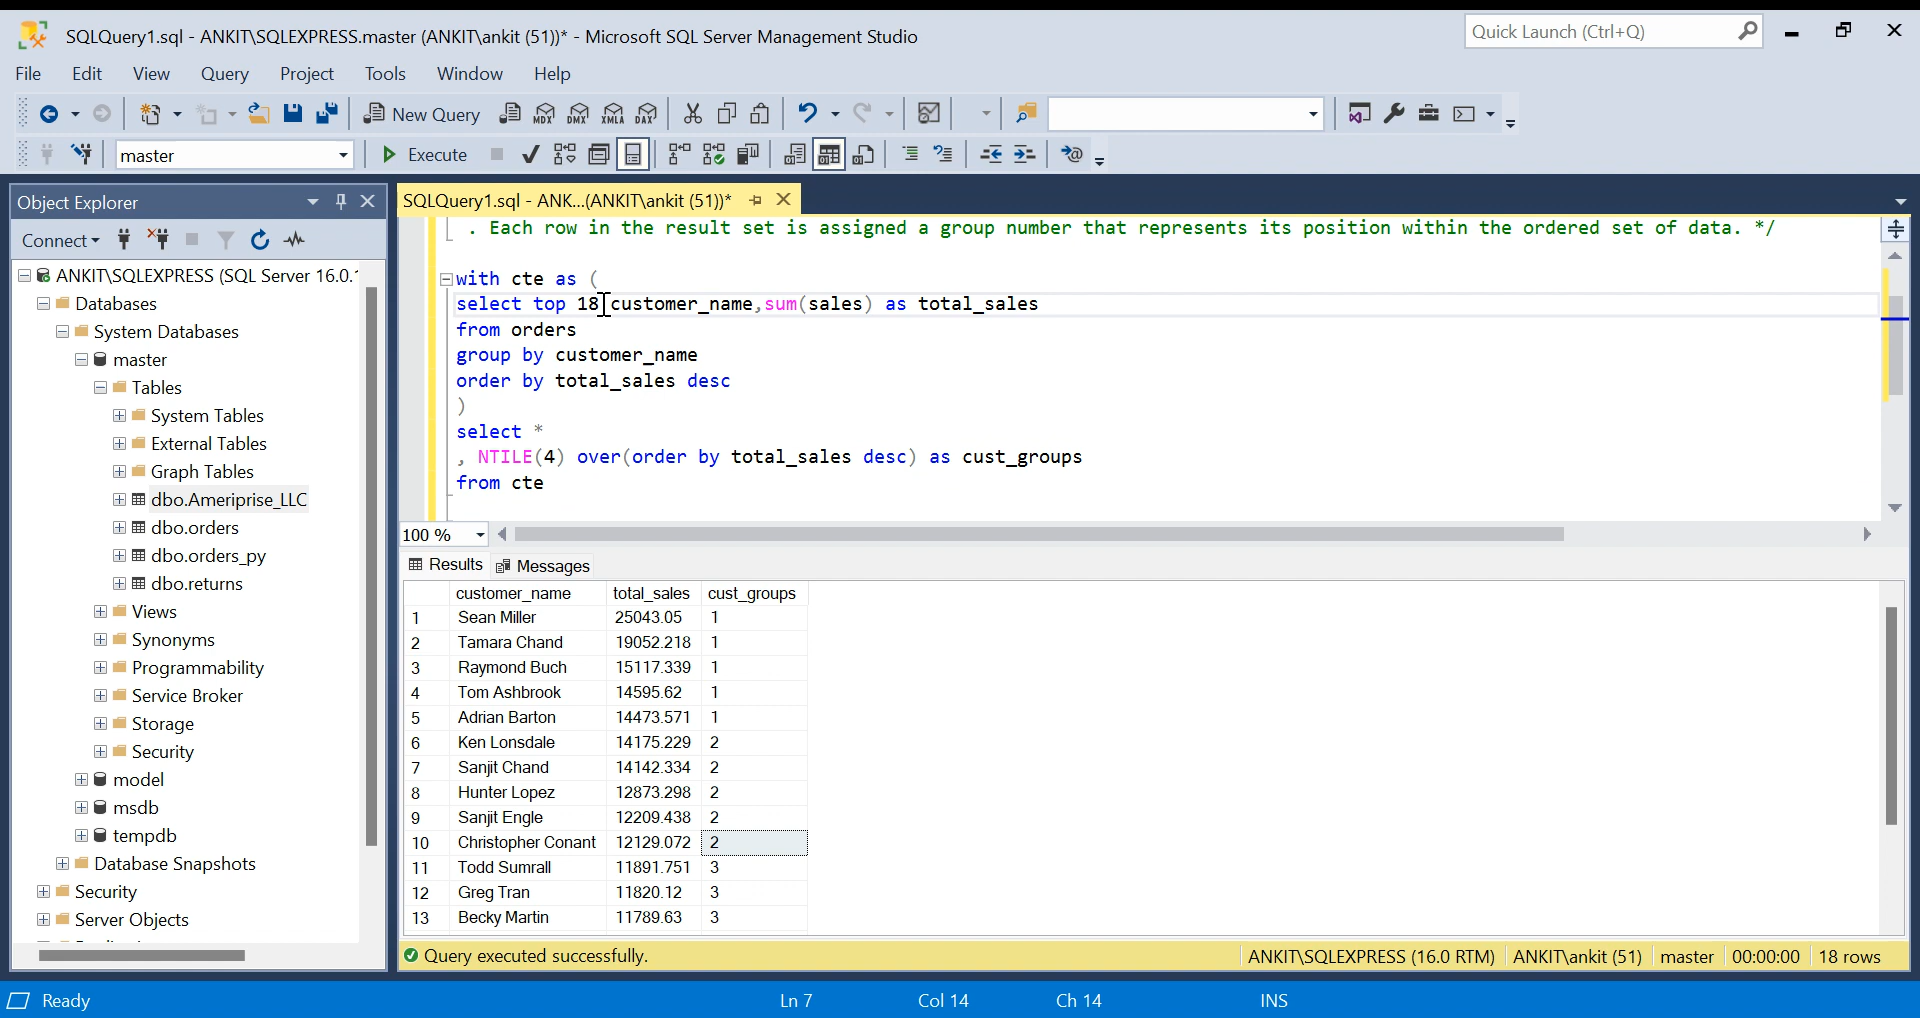 SQLQuery1.sql - ANKIT\SQLEXPRESS.master (ANKIT\ankit (51))* - Microsoft SQL Server Management Studio
Quick Launch (Ctrl+Q)
File Edit View Query Project Tools Window Help
New Query MDX DMX XMLA DAX
master Execute
Object Explorer
Connect
ANKIT\SQLEXPRESS (SQL Server 16.0.
Databases
System Databases
master
Tables
System Tables
External Tables
Graph Tables
dbo.Ameriprise_LLC
dbo.orders
dbo.orders_py
dbo.returns
Views
Synonyms
Programmability
Service Broker
Storage
Security
model
msdb
tempdb
Database Snapshots
Security
Server Objects
SQLQuery1.sql - ANK...(ANKIT\ankit (51))*
. Each row in the result set is assigned a group number that represents its position within the ordered set of data. */
with cte as (
select top 18 customer_name,sum(sales) as total_sales
from orders
group by customer_name
order by total_sales desc
)
select *
, NTILE(4) over(order by total_sales desc) as cust_groups
from cte
100 %
Results Messages
customer_name total_sales cust_groups
1 Sean Miller 25043.05 1
2 Tamara Chand 19052.218 1
3 Raymond Buch 15117.339 1
4 Tom Ashbrook 14595.62 1
5 Adrian Barton 14473.571 1
6 Ken Lonsdale 14175.229 2
7 Sanjit Chand 14142.334 2
8 Hunter Lopez 12873.298 2
9 Sanjit Engle 12209.438 2
10 Christopher Conant 12129.072 2
11 Todd Sumrall 11891.751 3
12 Greg Tran 11820.12 3
13 Becky Martin 11789.63 3
Query executed successfully. ANKIT\SQLEXPRESS (16.0 RTM) ANKIT\ankit (51) master 00:00:00 18 rows
Ready Ln 7 Col 14 Ch 14 INS